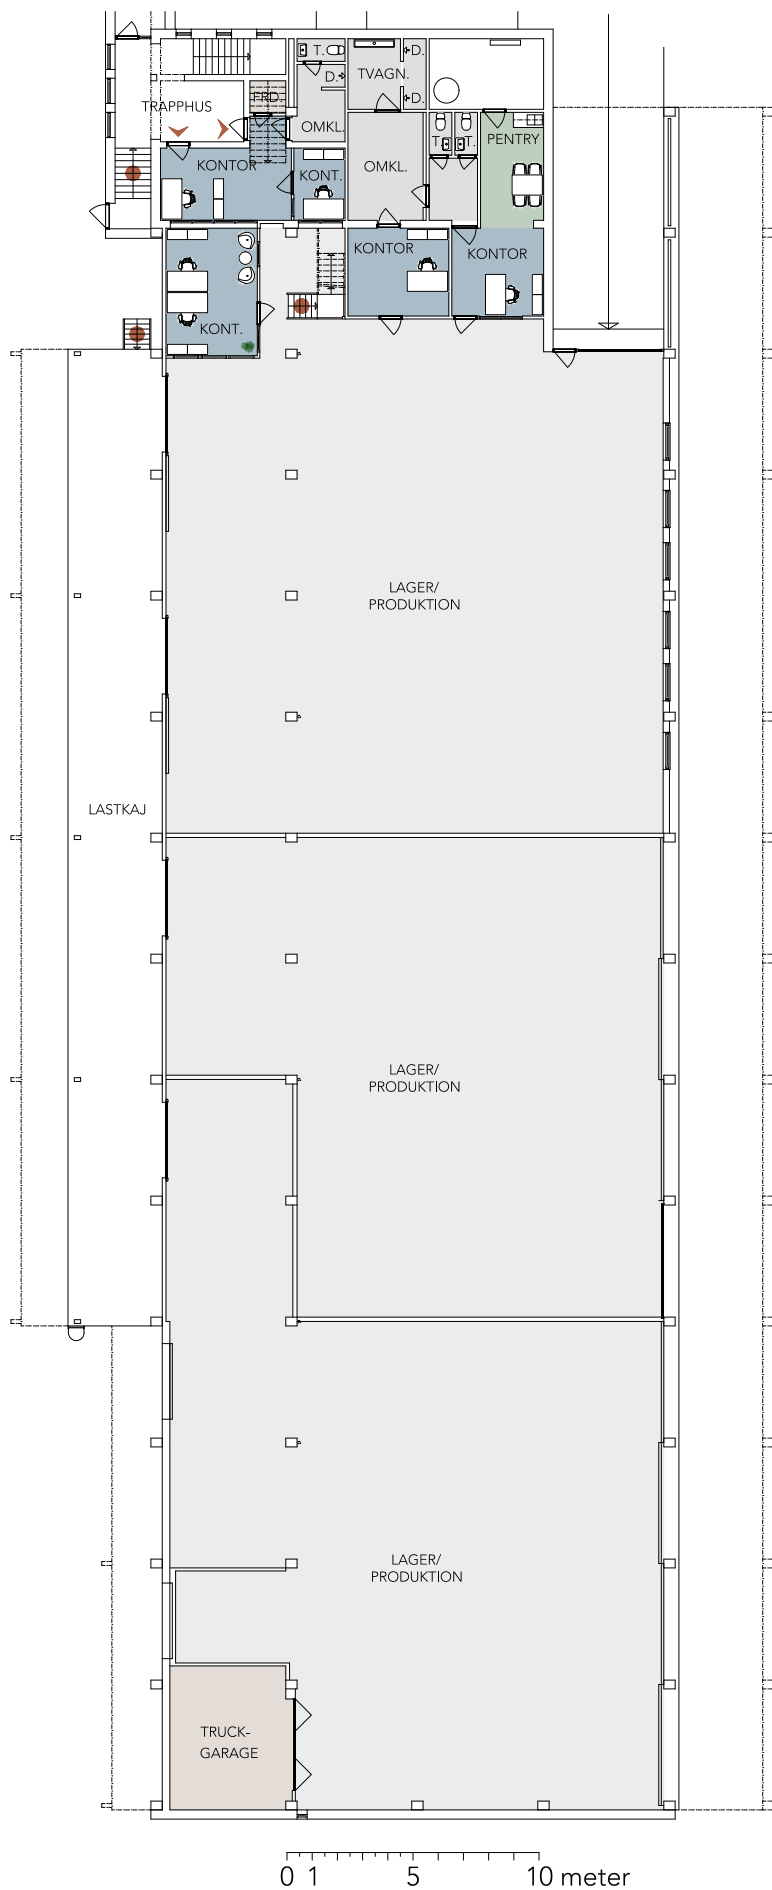 T.
D.
TVAGN.
D.
FRD.
D.
TRAPPHUS
OMKL.
T.
T.
PENTRY
KONTOR
KONT.
OMKL.
KONTOR
KONTOR
KONT.
LAGER/
PRODUKTION
LASTKAJ
LAGER/
PRODUKTION
LAGER/
PRODUKTION
TRUCK-
GARAGE
0 1 5 10 meter